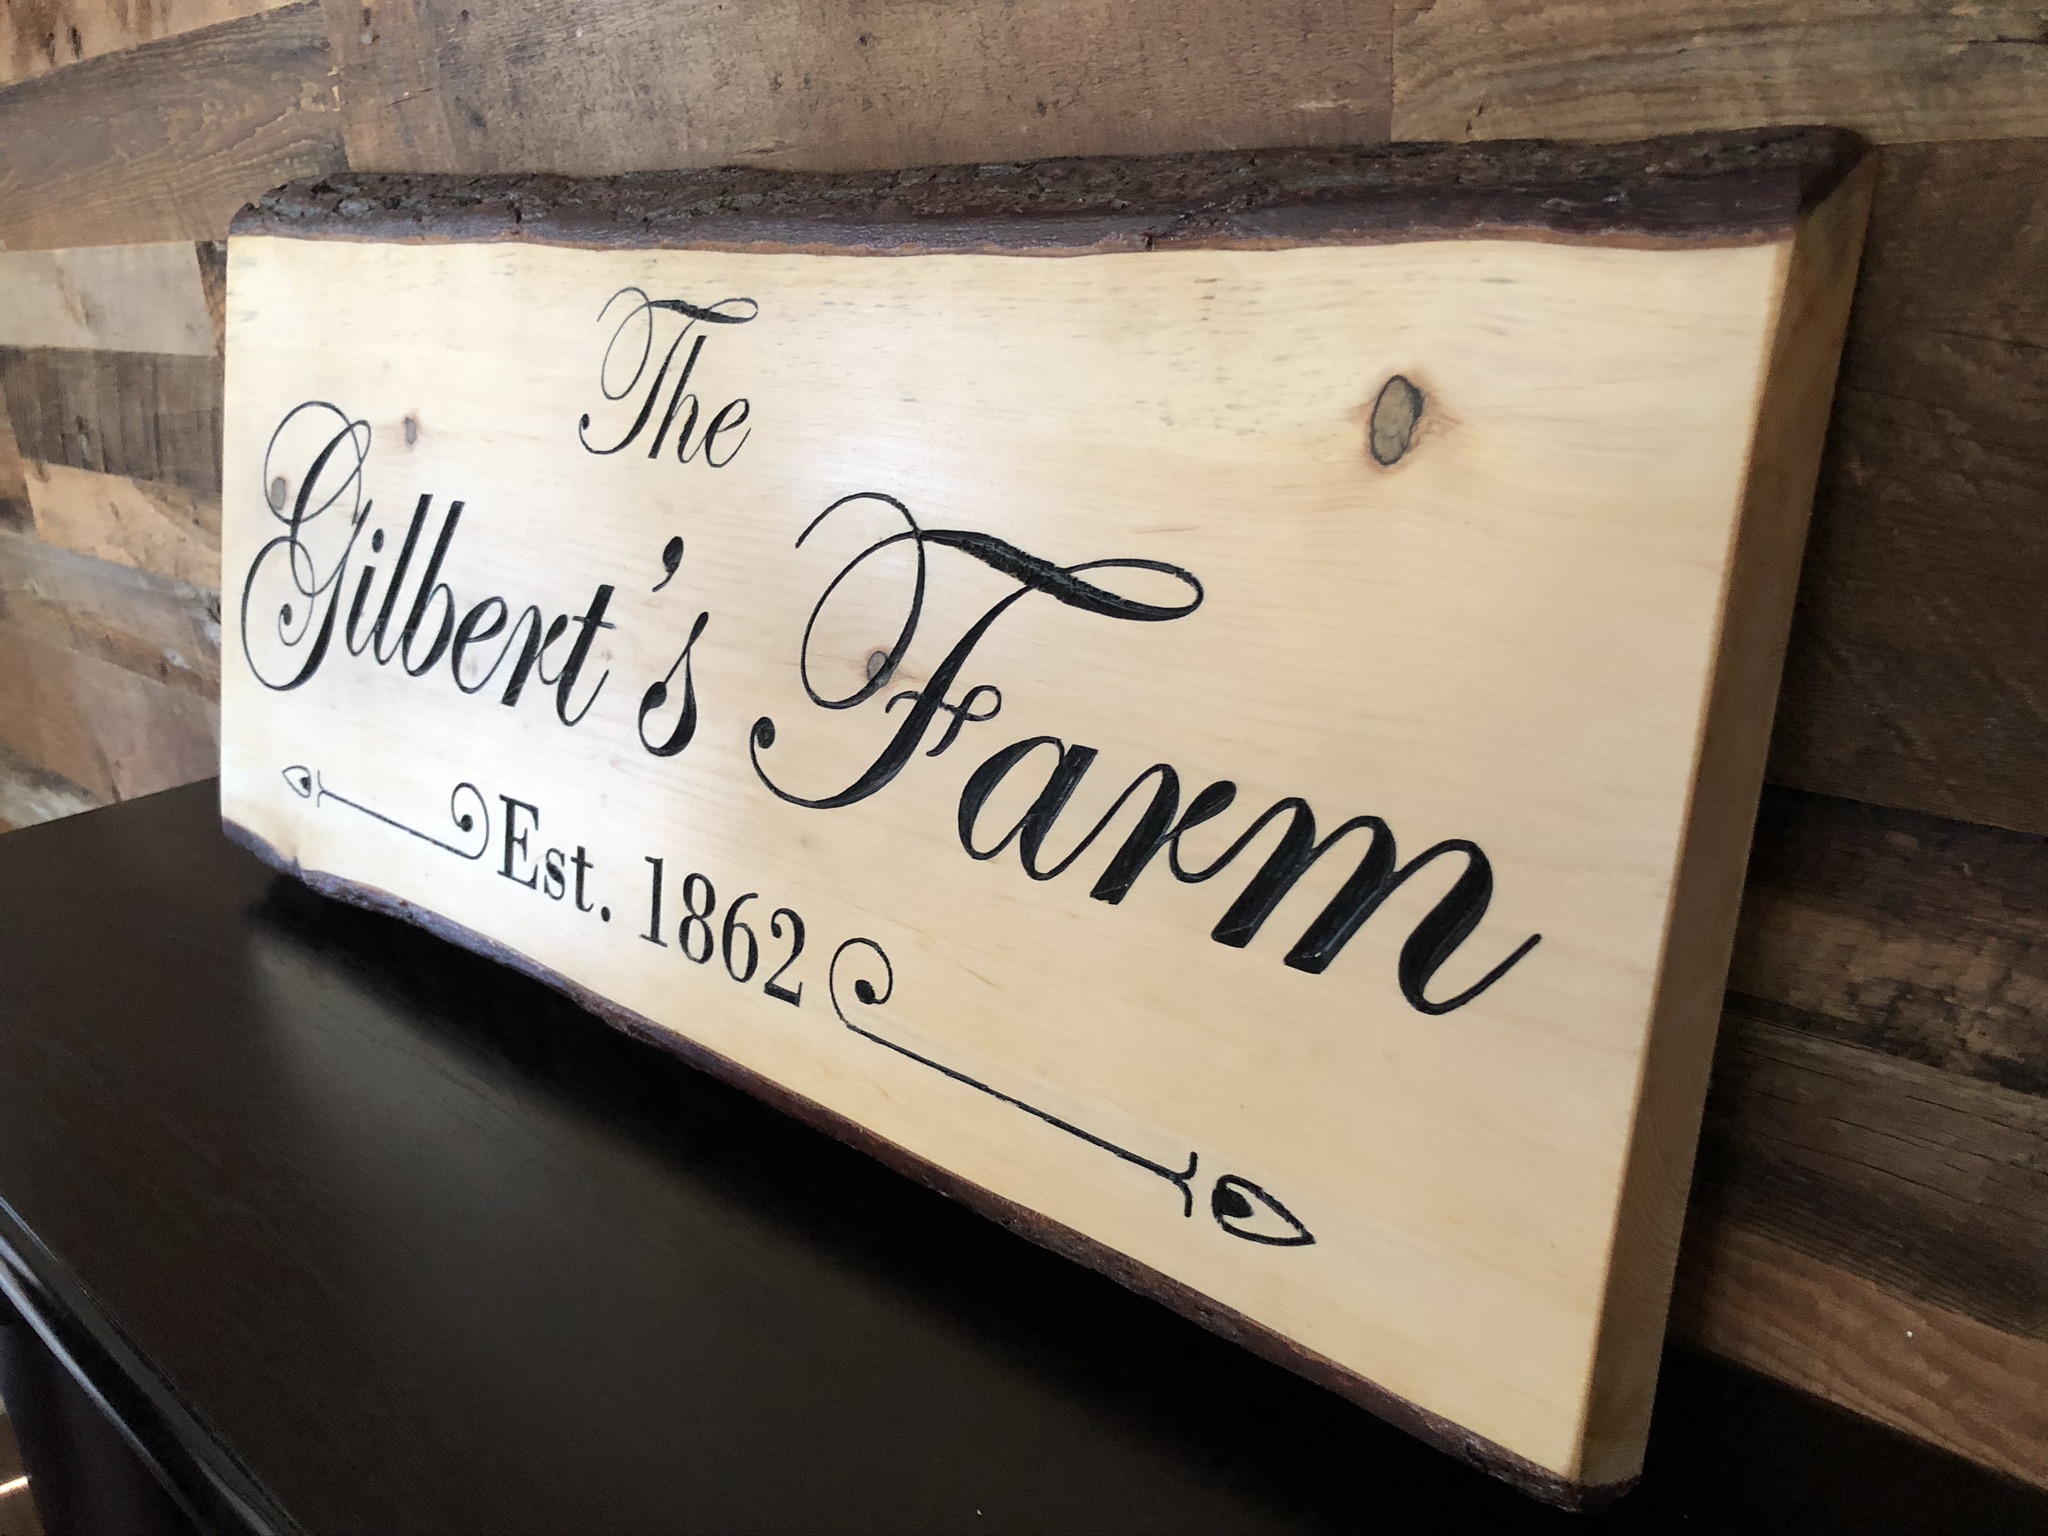 The
Gilbert's Farm
Est. 1862